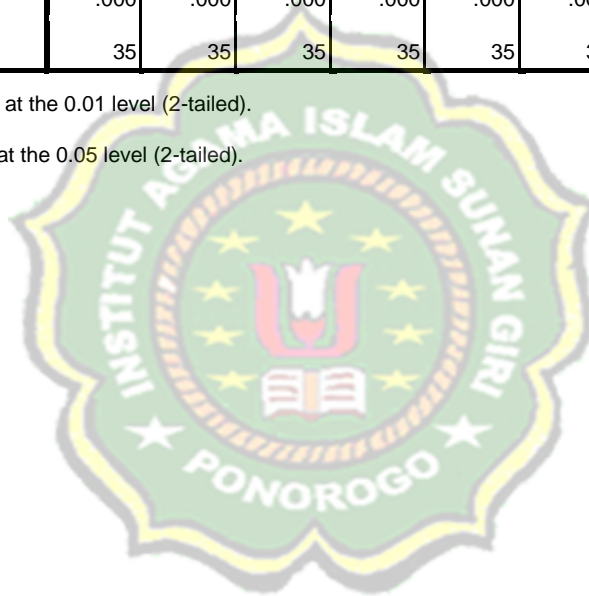 .000 .000 .000 .000 .000
35 35 35 35 35
at the 0.01 level (2-tailed).
at the 0.05 level (2-tailed).
INSTITUT AGAMA ISLAM SUNAN GIRI
PONOROGO